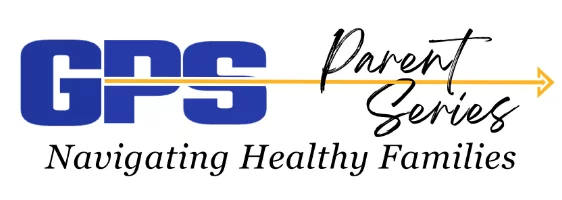 GPS Parent Series
Navigating Healthy Families